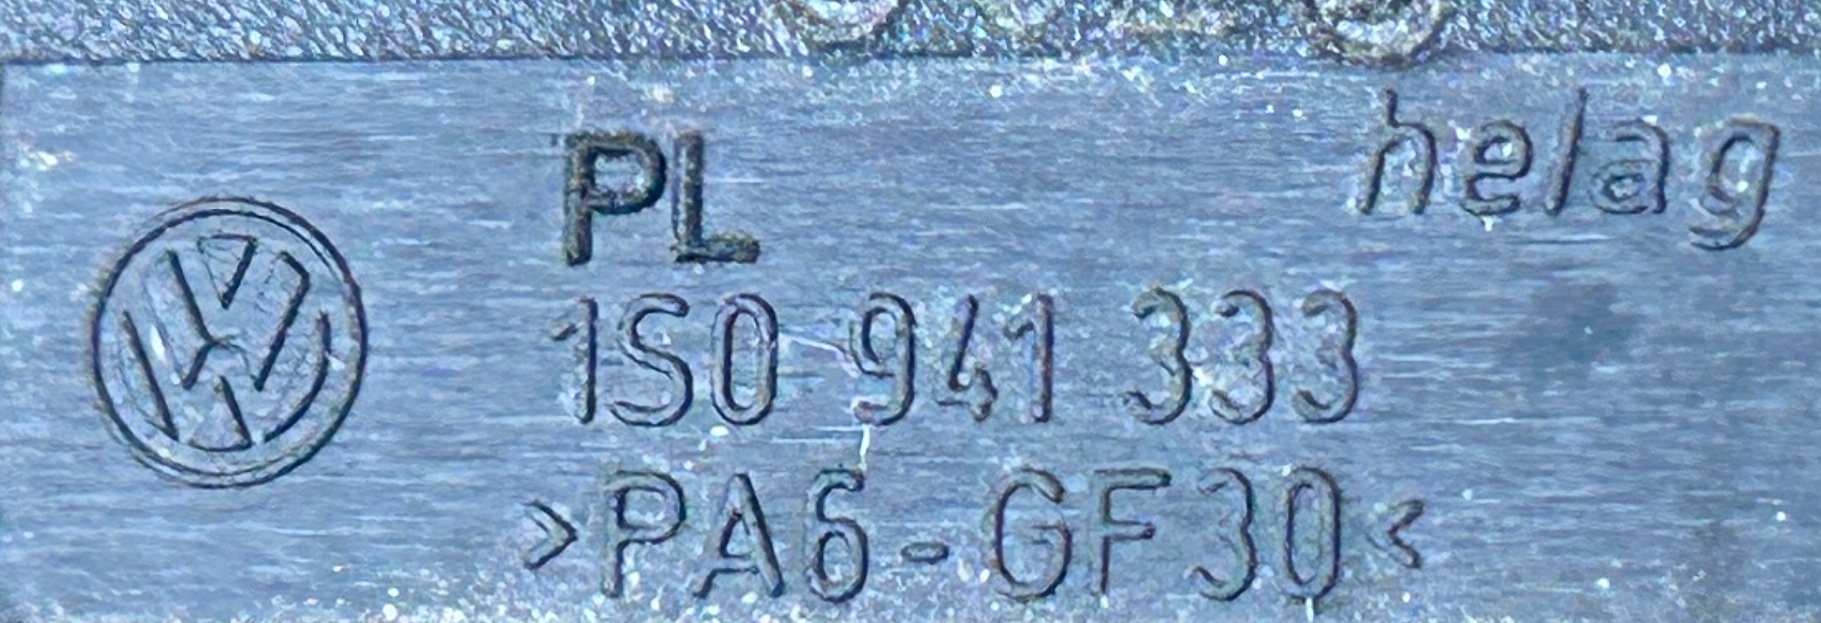 helag
PL
1S0 941 333
>PA6-GF30<